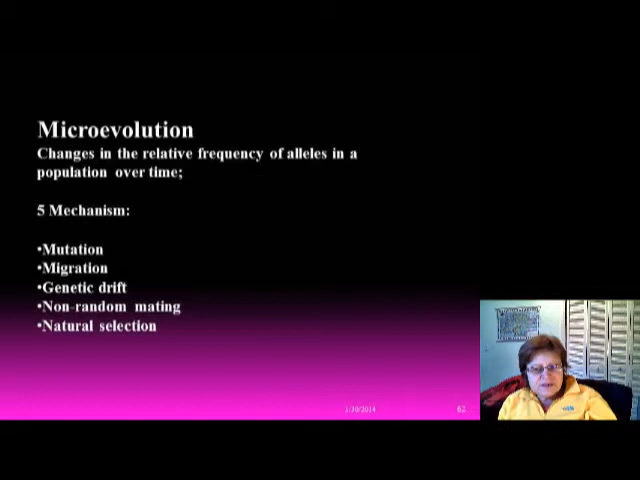 Microevolution
Changes in the relative frequency of alleles in a
population over time;
5 Mechanism:
•Mutation
•Migration
•Genetic drift
•Non-random mating
•Natural selection
1/30/2014
62